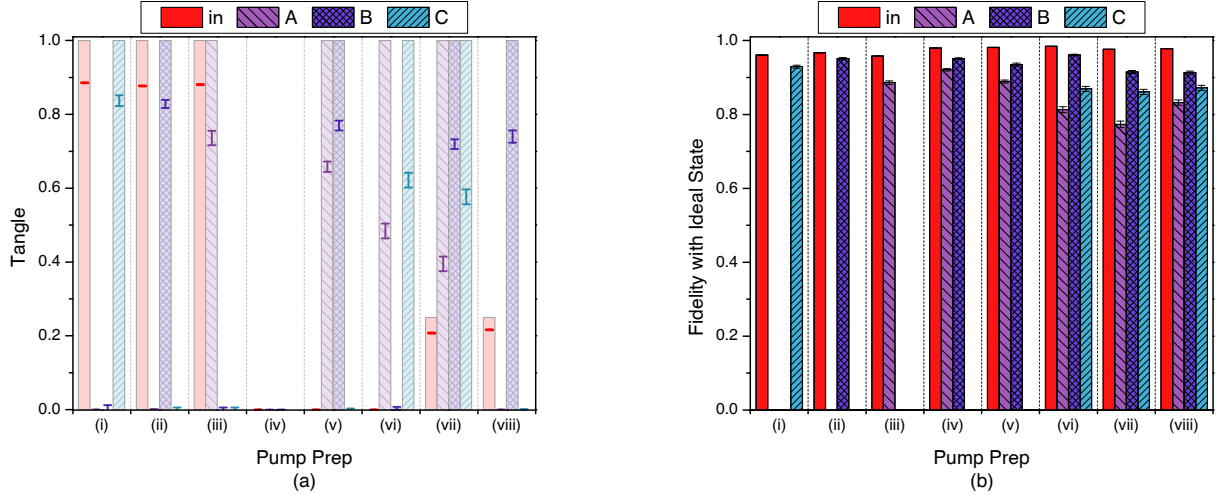 in A B C
1.0
0.8
0.6
0.4
0.2
0.0
Tangle
(i) (ii) (iii) (iv) (v) (vi) (vii) (viii)
Pump Prep
(a)
in A B C
1.0
0.8
0.6
0.4
0.2
0.0
Fidelity with Ideal State
(i) (ii) (iii) (iv) (v) (vi) (vii) (viii)
Pump Prep
(b)